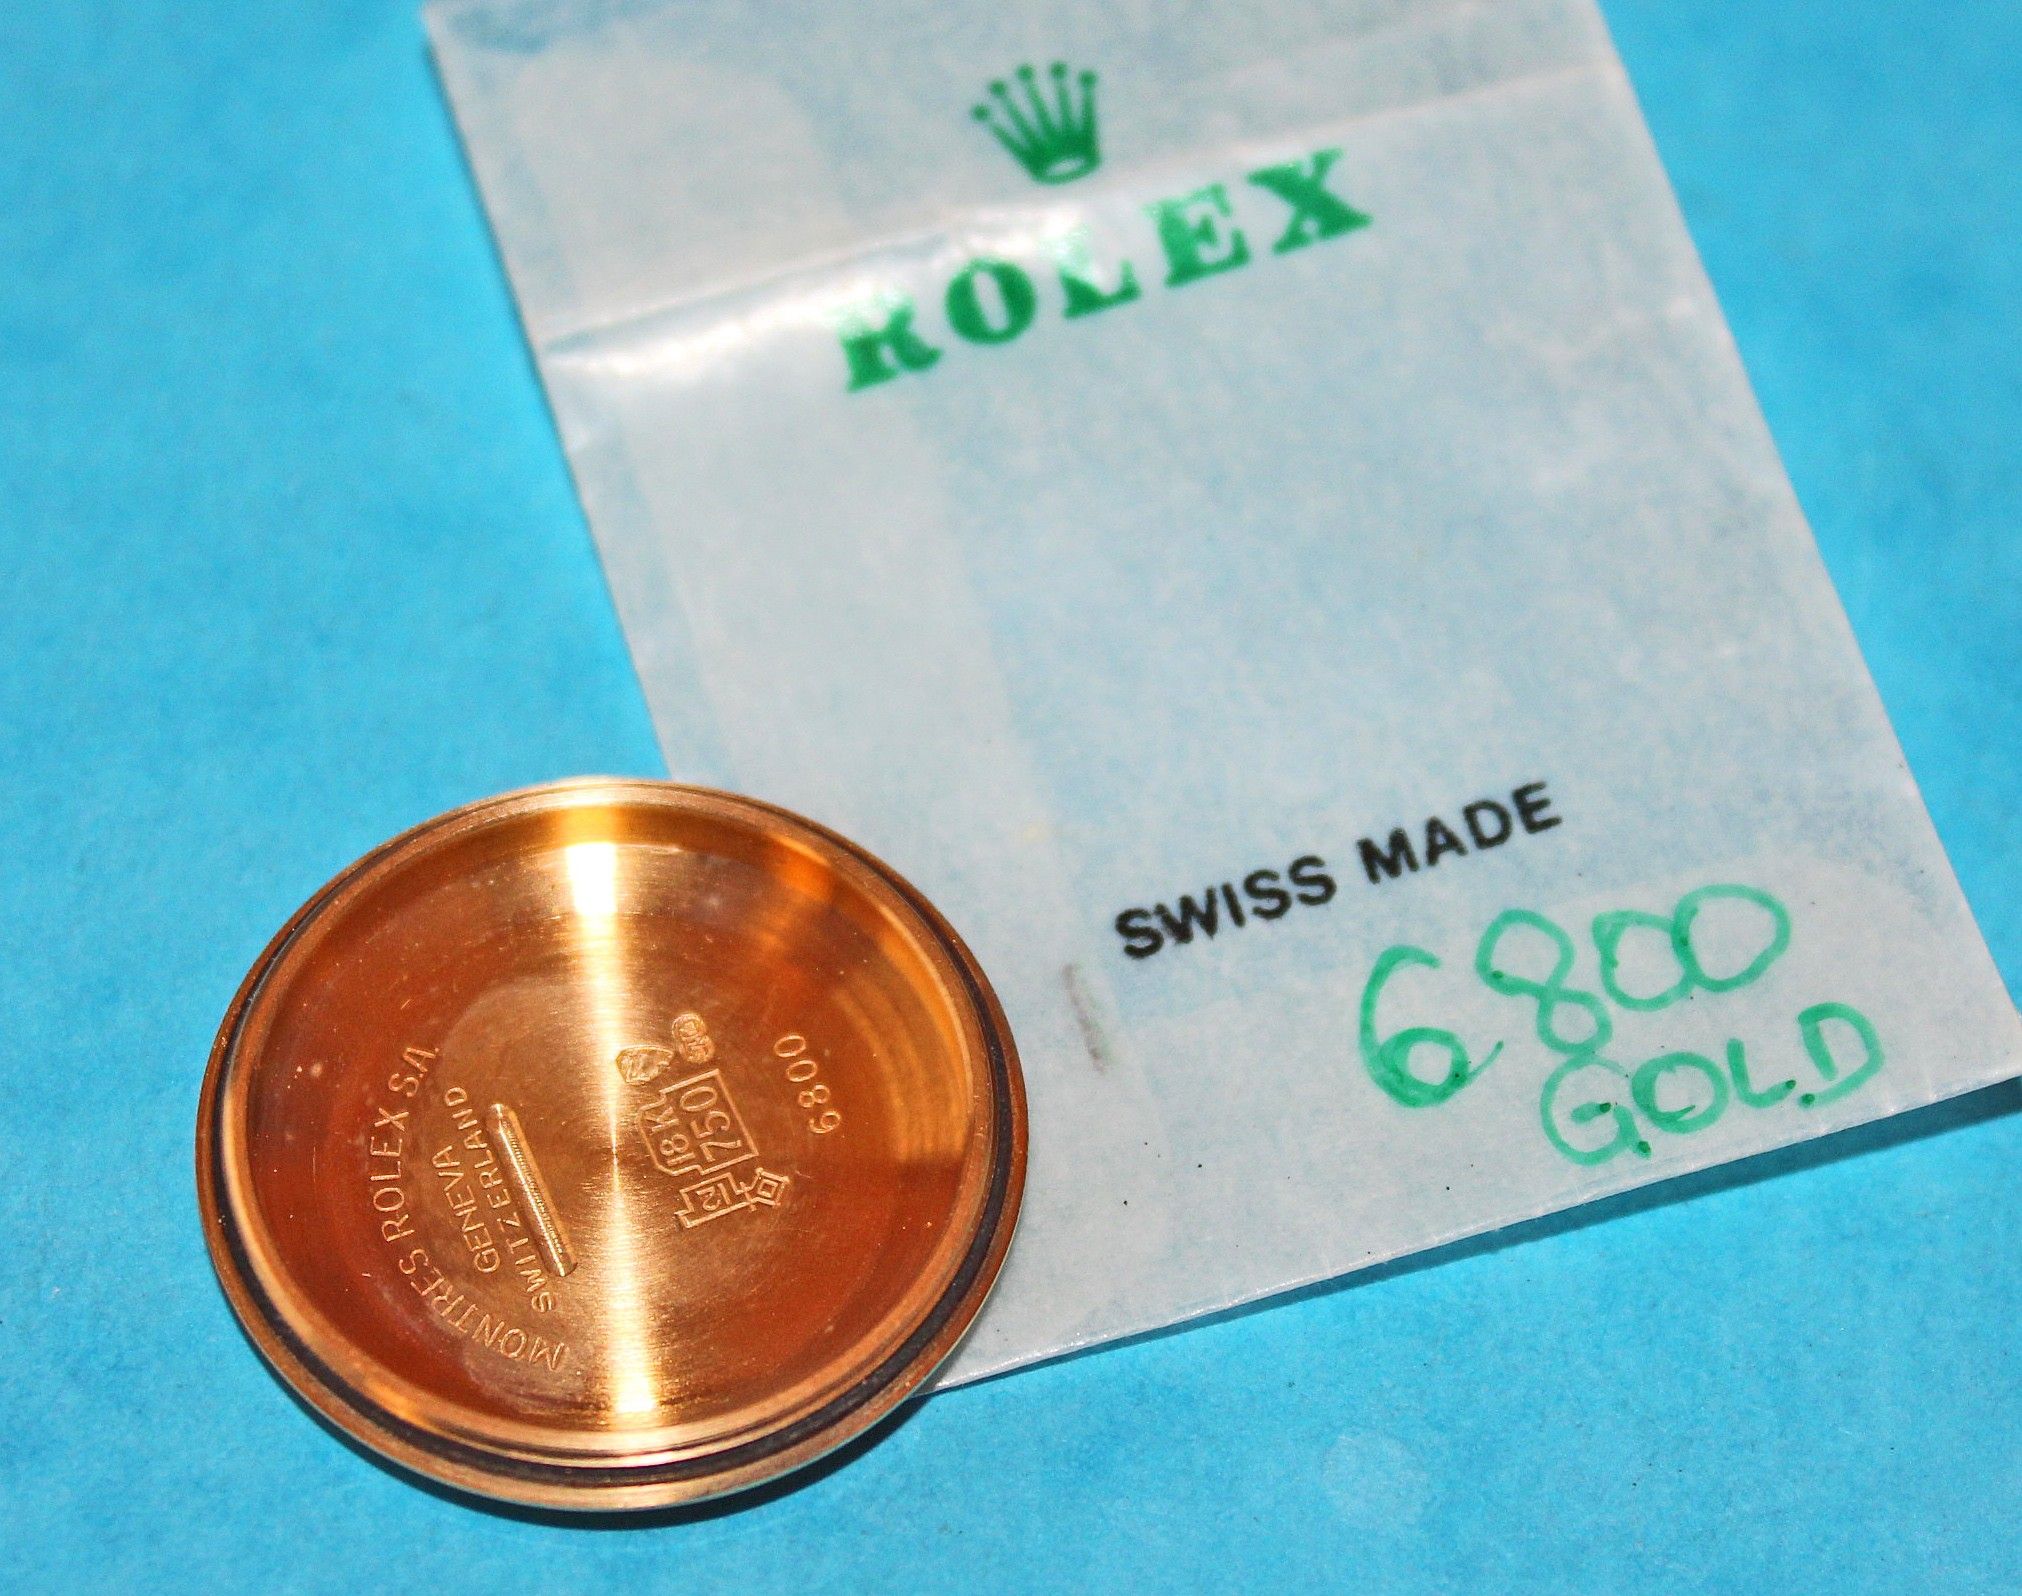 ROLEX
SWISS MADE
6800
GOLD
MONTRES ROLEX S.A.
GENEVA
SWITZERLAND
18K
750
6800